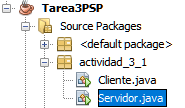 Tarea3PSP
Source Packages
<default package>
actividad_3_1
Cliente.java
Servidor.java